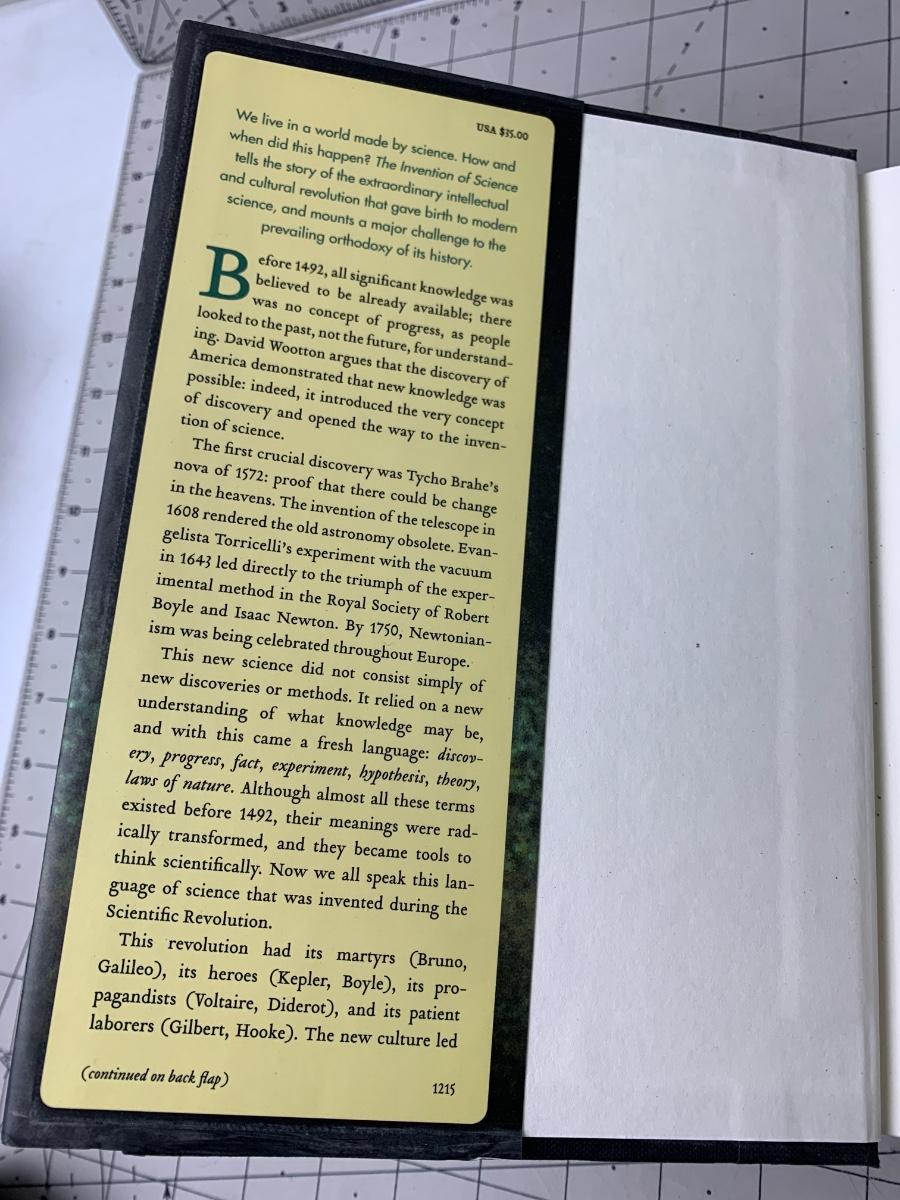 USA $35.00
We live in a world made by science. How and
when did this happen? The Invention of Science
tells the story of the extraordinary intellectual
and cultural revolution that gave birth to modern
science, and mounts a major challenge to the
prevailing orthodoxy of its history.
Before 1492, all significant knowledge was
believed to be already available; there
was no concept of progress, as people
looked to the past, not the future, for understand-
ing. David Wootton argues that the discovery of
America demonstrated that new knowledge was
possible: indeed, it introduced the very concept
of discovery and opened the way to the inven-
tion of science.
The first crucial discovery was Tycho Brahe's
nova of 1572: proof that there could be change
in the heavens. The invention of the telescope in
1608 rendered the old astronomy obsolete. Evan-
gelista Torricelli's experiment with the vacuum
in 1643 led directly to the triumph of the exper-
imental method in the Royal Society of Robert
Boyle and Isaac Newton. By 1750, Newtonian-
ism was being celebrated throughout Europe.
This new science did not consist simply of
new discoveries or methods. It relied on a new
understanding of what knowledge may be,
and with this came a fresh language: discov-
ery, progress, fact, experiment, hypothesis, theory,
laws of nature. Although almost all these terms
existed before 1492, their meanings were rad-
ically transformed, and they became tools to
think scientifically. Now we all speak this lan-
guage of science that was invented during the
Scientific Revolution.
This revolution had its martyrs (Bruno,
Galileo), its heroes (Kepler, Boyle), its pro-
pagandists (Voltaire, Diderot), and its patient
laborers (Gilbert, Hooke). The new culture led
(continued on back flap)
1215